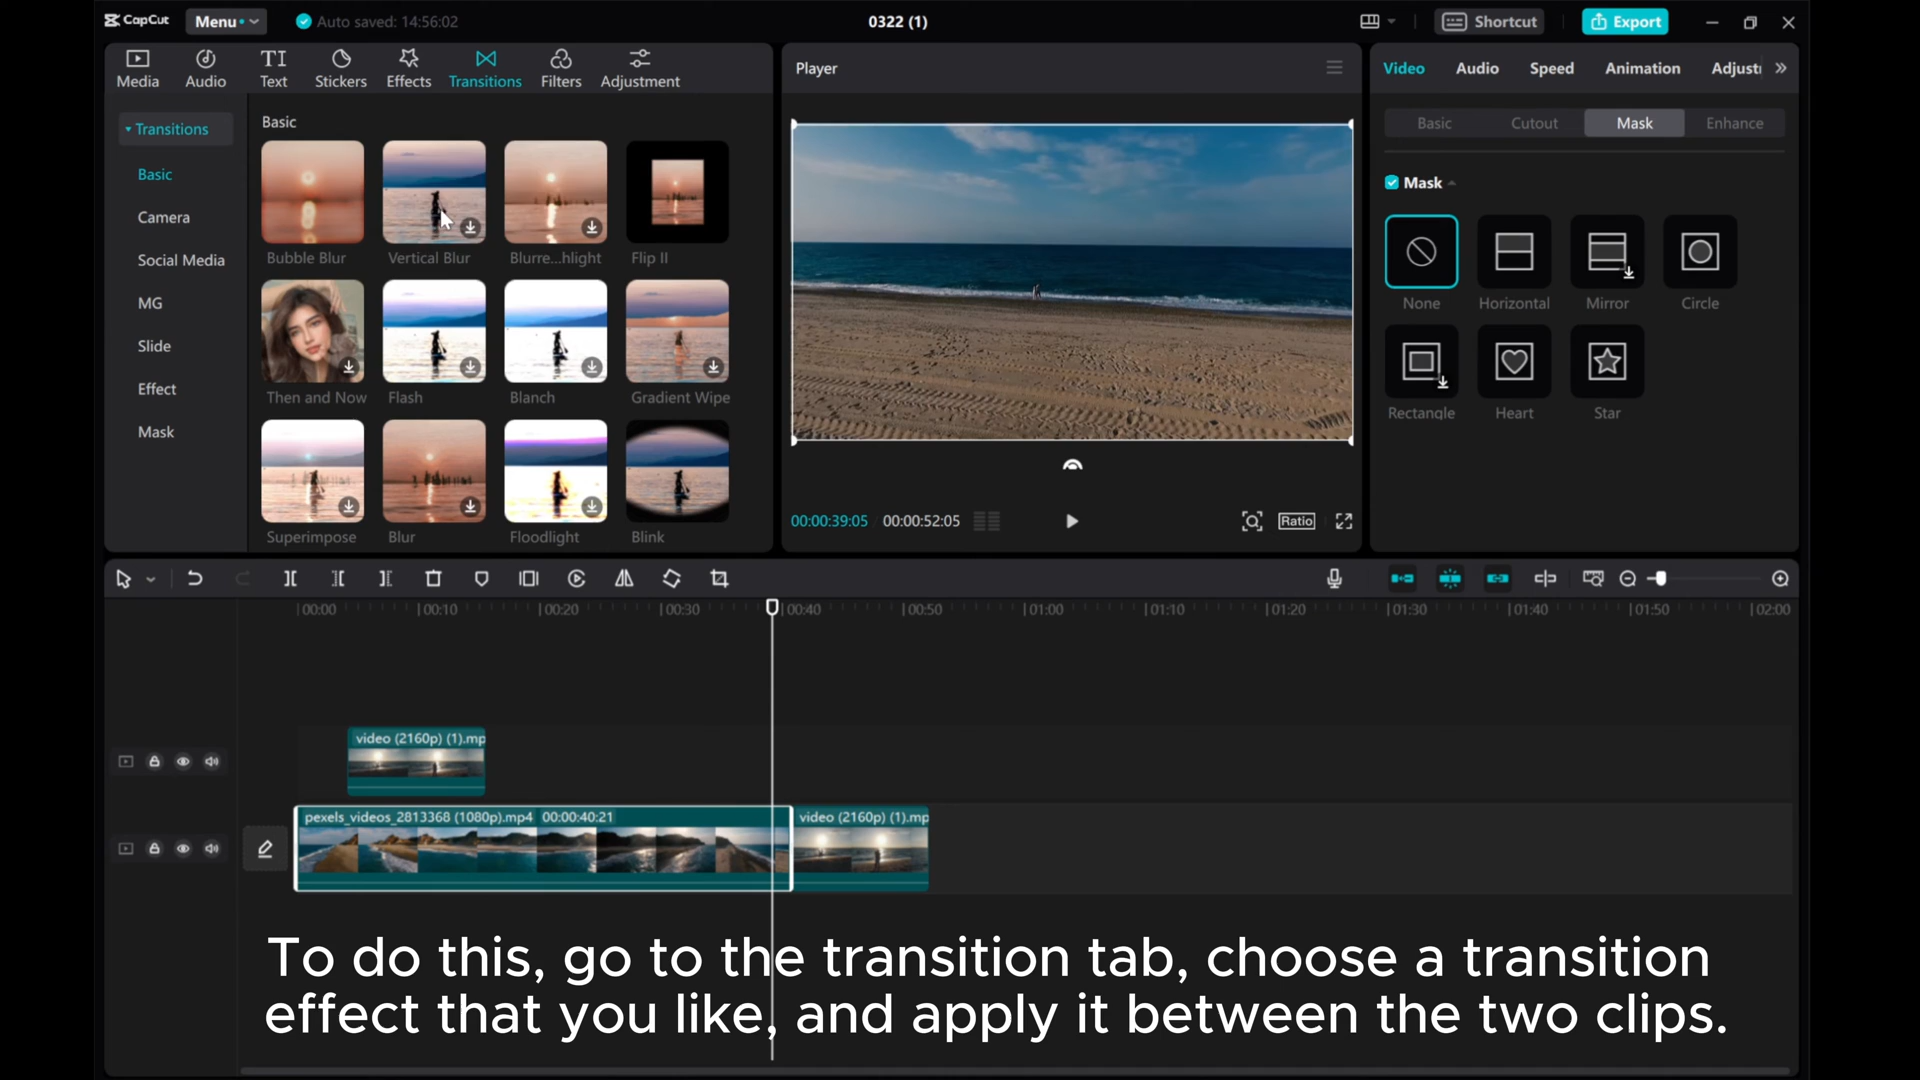 CapCut
Menu
Auto saved: 14:56:02
0322 (1)
Shortcut
Export
Media
Audio
Text
Stickers
Effects
Transitions
Filters
Adjustment
Transitions
Basic
Camera
Social Media
MG
Slide
Effect
Mask
Basic
Bubble Blur
Vertical Blur
Blurre...hlight
Flip II
Then and Now
Flash
Blanch
Gradient Wipe
Superimpose
Blur
Floodlight
Blink
Player
00:00:39:05
00:00:52:05
Ratio
Video
Audio
Speed
Animation
Adjust
Basic
Cutout
Mask
Enhance
Mask
None
Horizontal
Mirror
Circle
Rectangle
Heart
Star
00:00
00:10
00:20
00:30
00:40
00:50
01:00
01:10
01:20
01:30
01:40
01:50
02:00
video (2160p) (1).mp
pexels_videos_2813368 (1080p).mp4 00:00:40:21
video (2160p) (1).mp
To do this, go to the transition tab, choose a transition
effect that you like, and apply it between the two clips.